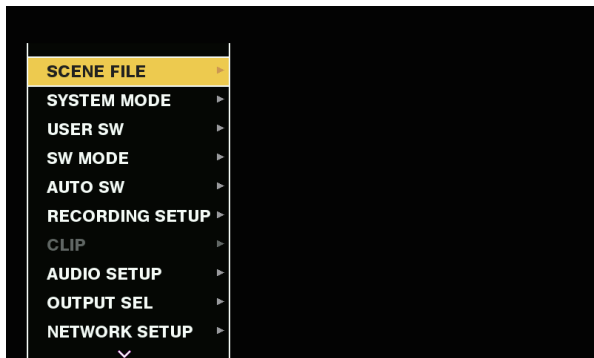 SCENE FILE
SYSTEM MODE
USER SW
SW MODE
AUTO SW
RECORDING SETUP
CLIP
AUDIO SETUP
OUTPUT SEL
NETWORK SETUP